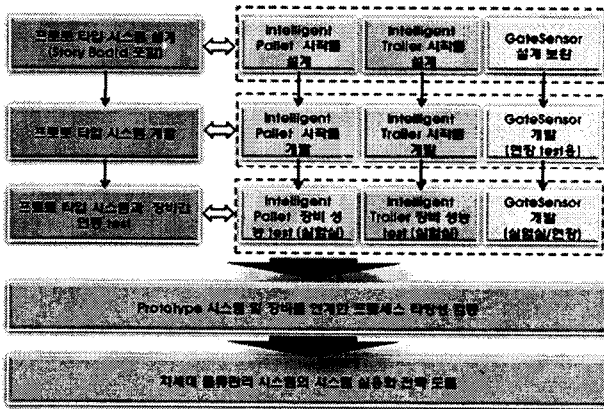 프로토 타입 시스템 설계
(Story Board 포함)
Intelligent
Pallet 시작품
설계
Intelligent
Trailer 시작품
설계
GateSensor
설계 보완
프로토 타입 시스템 개발
Intelligent
Pallet 시작품
개발
Intelligent
Trailer 시작품
개발
GateSensor
개발
(현장 test용)
프로토 타입 시스템과 장비간
연동 test
Intelligent
Pallet 장비 성
능 test (실험실)
Intelligent
Trailer 장비 성능
test (실험실)
GateSensor
개발
(실험실/현장)
Prototype 시스템 및 장비를 연계한 프로세스 타당성 검증
차세대 물류관리 시스템의 시스템 실용화 전략 도출